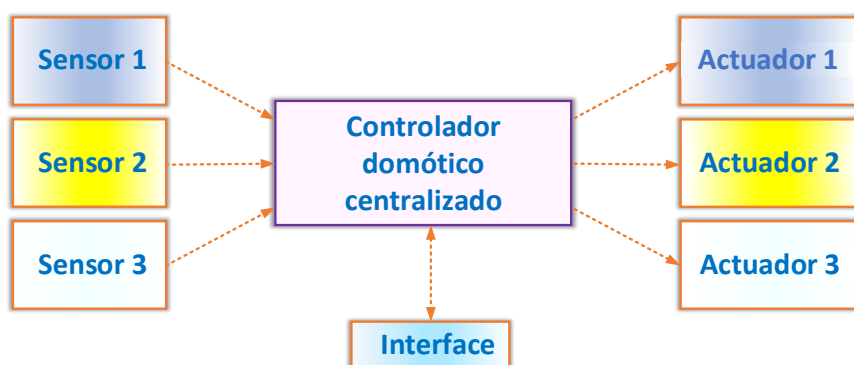 Sensor 1
Actuador 1
Controlador
domótico
centralizado
Sensor 2
Actuador 2
Sensor 3
Actuador 3
Interface